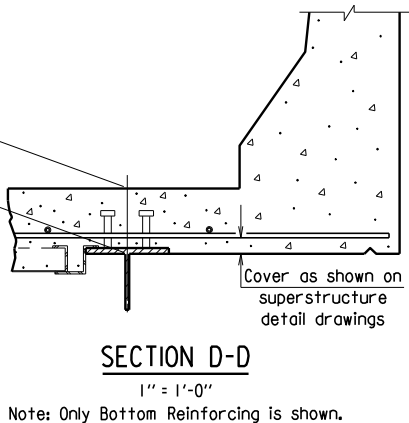 Cover as shown on
superstructure
detail drawings
SECTION D-D
1" = 1'-0"
Note: Only Bottom Reinforcing is shown.